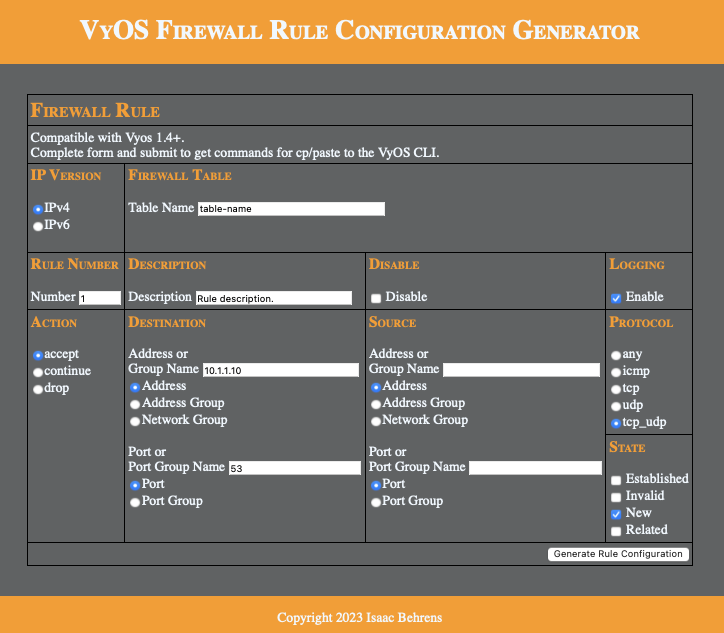 VyOS Firewall Rule Configuration Generator
Firewall Rule
Compatible with Vyos 1.4+.
Complete form and submit to get commands for cp/paste to the VyOS CLI.
IP Version
IPv4
IPv6
Firewall Table
Table Name table-name
Rule Number
Number 1
Description
Description Rule description.
Disable
Disable
Logging
Enable
Action
accept
continue
drop
Destination
Address or
Group Name 10.1.1.10
Address
Address Group
Network Group
Port or
Port Group Name 53
Port
Port Group
Source
Address or
Group Name
Address
Address Group
Network Group
Port or
Port Group Name
Port
Port Group
Protocol
any
icmp
tcp
udp
tcp_udp
State
Established
Invalid
New
Related
Generate Rule Configuration
Copyright 2023 Isaac Behrens